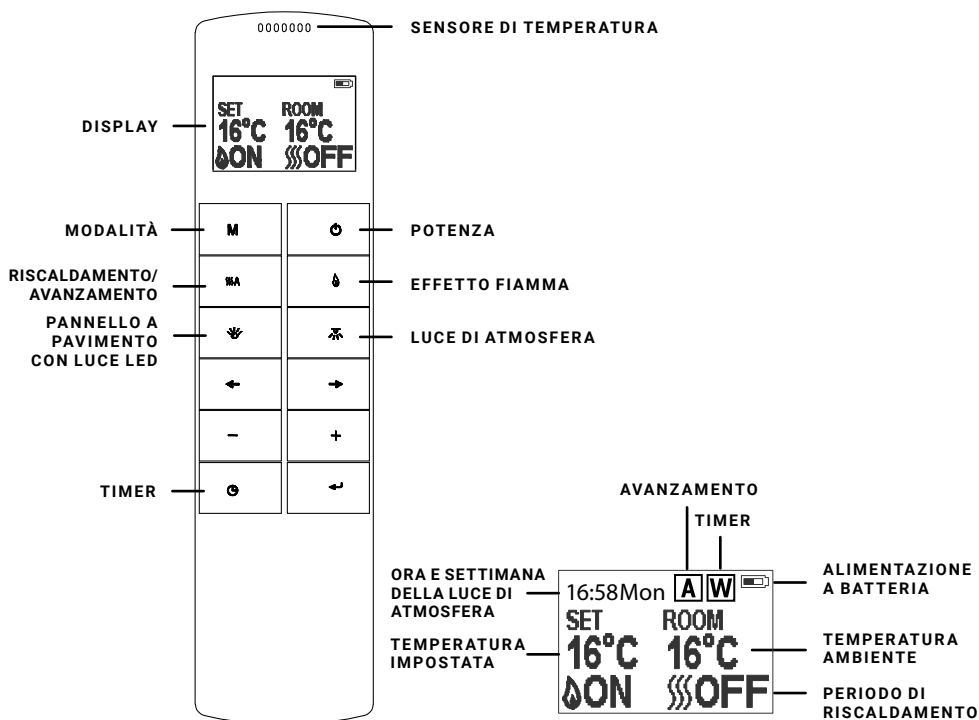 SENSORE DI TEMPERATURA
DISPLAY
SET ROOM
16°C 16°C
ON OFF
MODALITÀ
M
POTENZA
RISCALDAMENTO/
AVANZAMENTO
A
EFFETTO FIAMMA
PANNELLO A
PAVIMENTO
CON LUCE LED
LUCE DI ATMOSFERA
- +
TIMER
AVANZAMENTO
TIMER
ORA E SETTIMANA
DELLA LUCE DI
ATMOSFERA
16:58Mon A W
ALIMENTAZIONE
A BATTERIA
SET ROOM
TEMPERATURA
IMPOSTATA
16°C 16°C
TEMPERATURA
AMBIENTE
ON OFF
PERIODO DI
RISCALDAMENTO